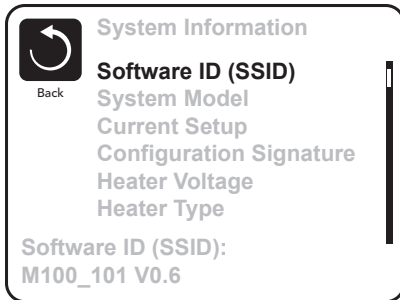 System Information
Software ID (SSID)
Back
System Model
Current Setup
Configuration Signature
Heater Voltage
Heater Type
Software ID (SSID):
M100_101 V0.6